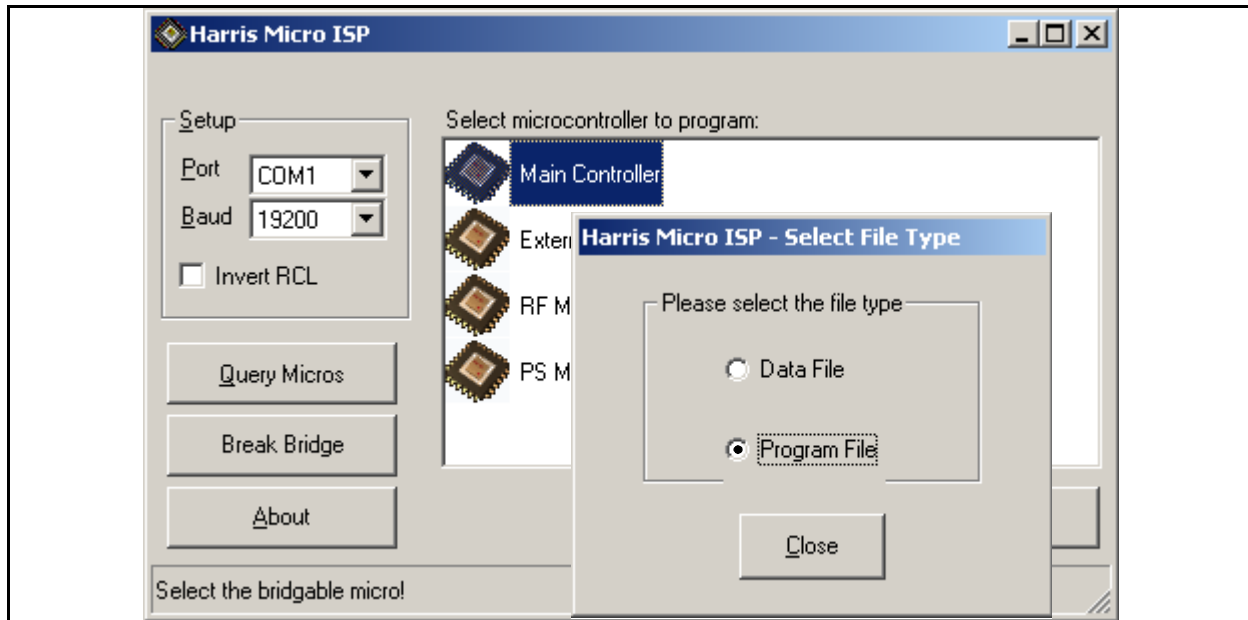 Harris Micro ISP
Setup
Port COM1
Baud 19200
Invert RCL
Query Micros
Break Bridge
About
Select microcontroller to program:
Main Controller
RF M
PS M
Harris Micro ISP - Select File Type
Please select the file type
Data File
Program File
Close
Select the bridgable micro!